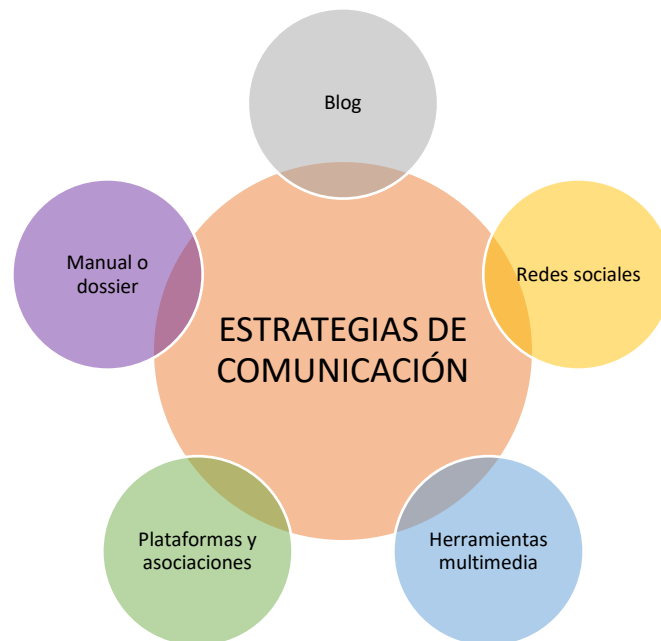 Blog
Manual o
dossier
Redes sociales
ESTRATEGIAS DE
COMUNICACIÓN
Plataformas y
asociaciones
Herramientas
multimedia